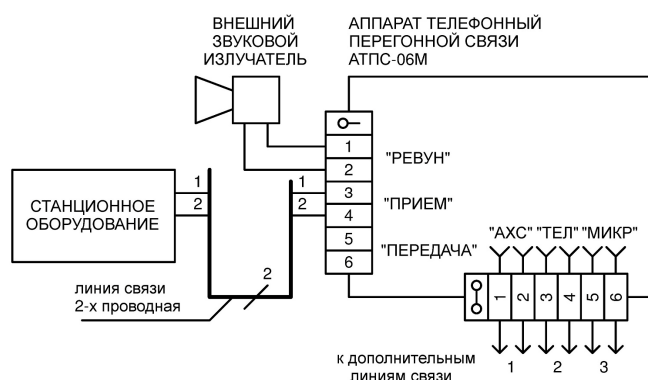 ВНЕШНИЙ
ЗВУКОВОЙ
ИЗЛУЧАТЕЛЬ
АППАРАТ ТЕЛЕФОННЫЙ
ПЕРЕГОННОЙ СВЯЗИ
АТПС-06М
СТАНЦИОННОЕ
ОБОРУДОВАНИЕ
1
2
1
2
1
2
3
4
5
6
"РЕВУН"
"ПРИЕМ"
"ПЕРЕДАЧА"
2
линия связи
2-х проводная
"АХС" "ТЕЛ" "МИКР"
1 2 3 4 5 6
к дополнительным
линиям связи
1 2 3